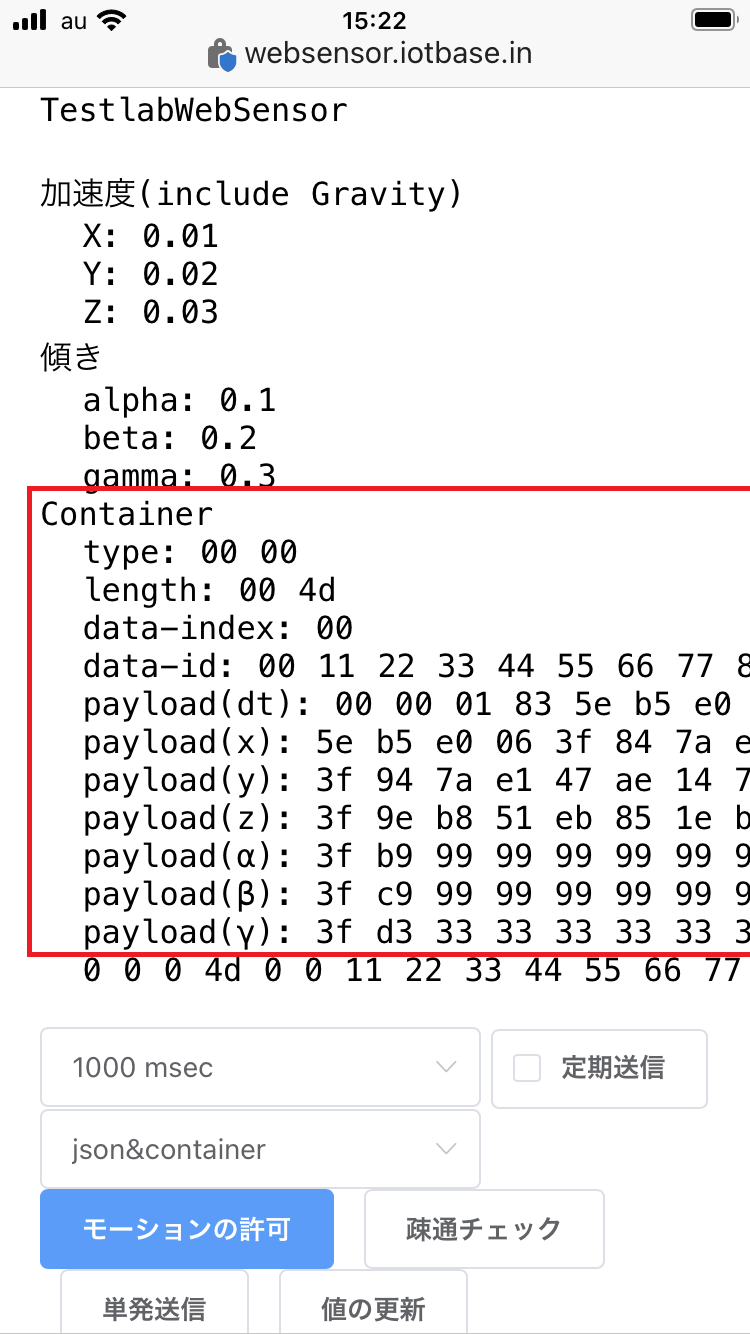 au 15:22
websensor.iotbase.in
TestlabWebSensor
加速度(include Gravity)
X: 0.01
Y: 0.02
Z: 0.03
傾き
alpha: 0.1
beta: 0.2
gamma: 0.3
Container
type: 00 00
length: 00 4d
data-index: 00
data-id: 00 11 22 33 44 55 66 77
payload(dt): 00 00 01 83 5e b5 e0
payload(x): 5e b5 e0 06 3f 84 7a e
payload(y): 3f 94 7a e1 47 ae 14 7
payload(z): 3f 9e b8 51 eb 85 1e b
payload(α): 3f b9 99 99 99 99 99 9
payload(β): 3f c9 99 99 99 99 99 9
payload(γ): 3f d3 33 33 33 33 33 3
0 0 0 4d 0 0 11 22 33 44 55 66 77
1000 msec 定期送信
json&container
モーションの許可 疎通チェック
単発送信 値の更新